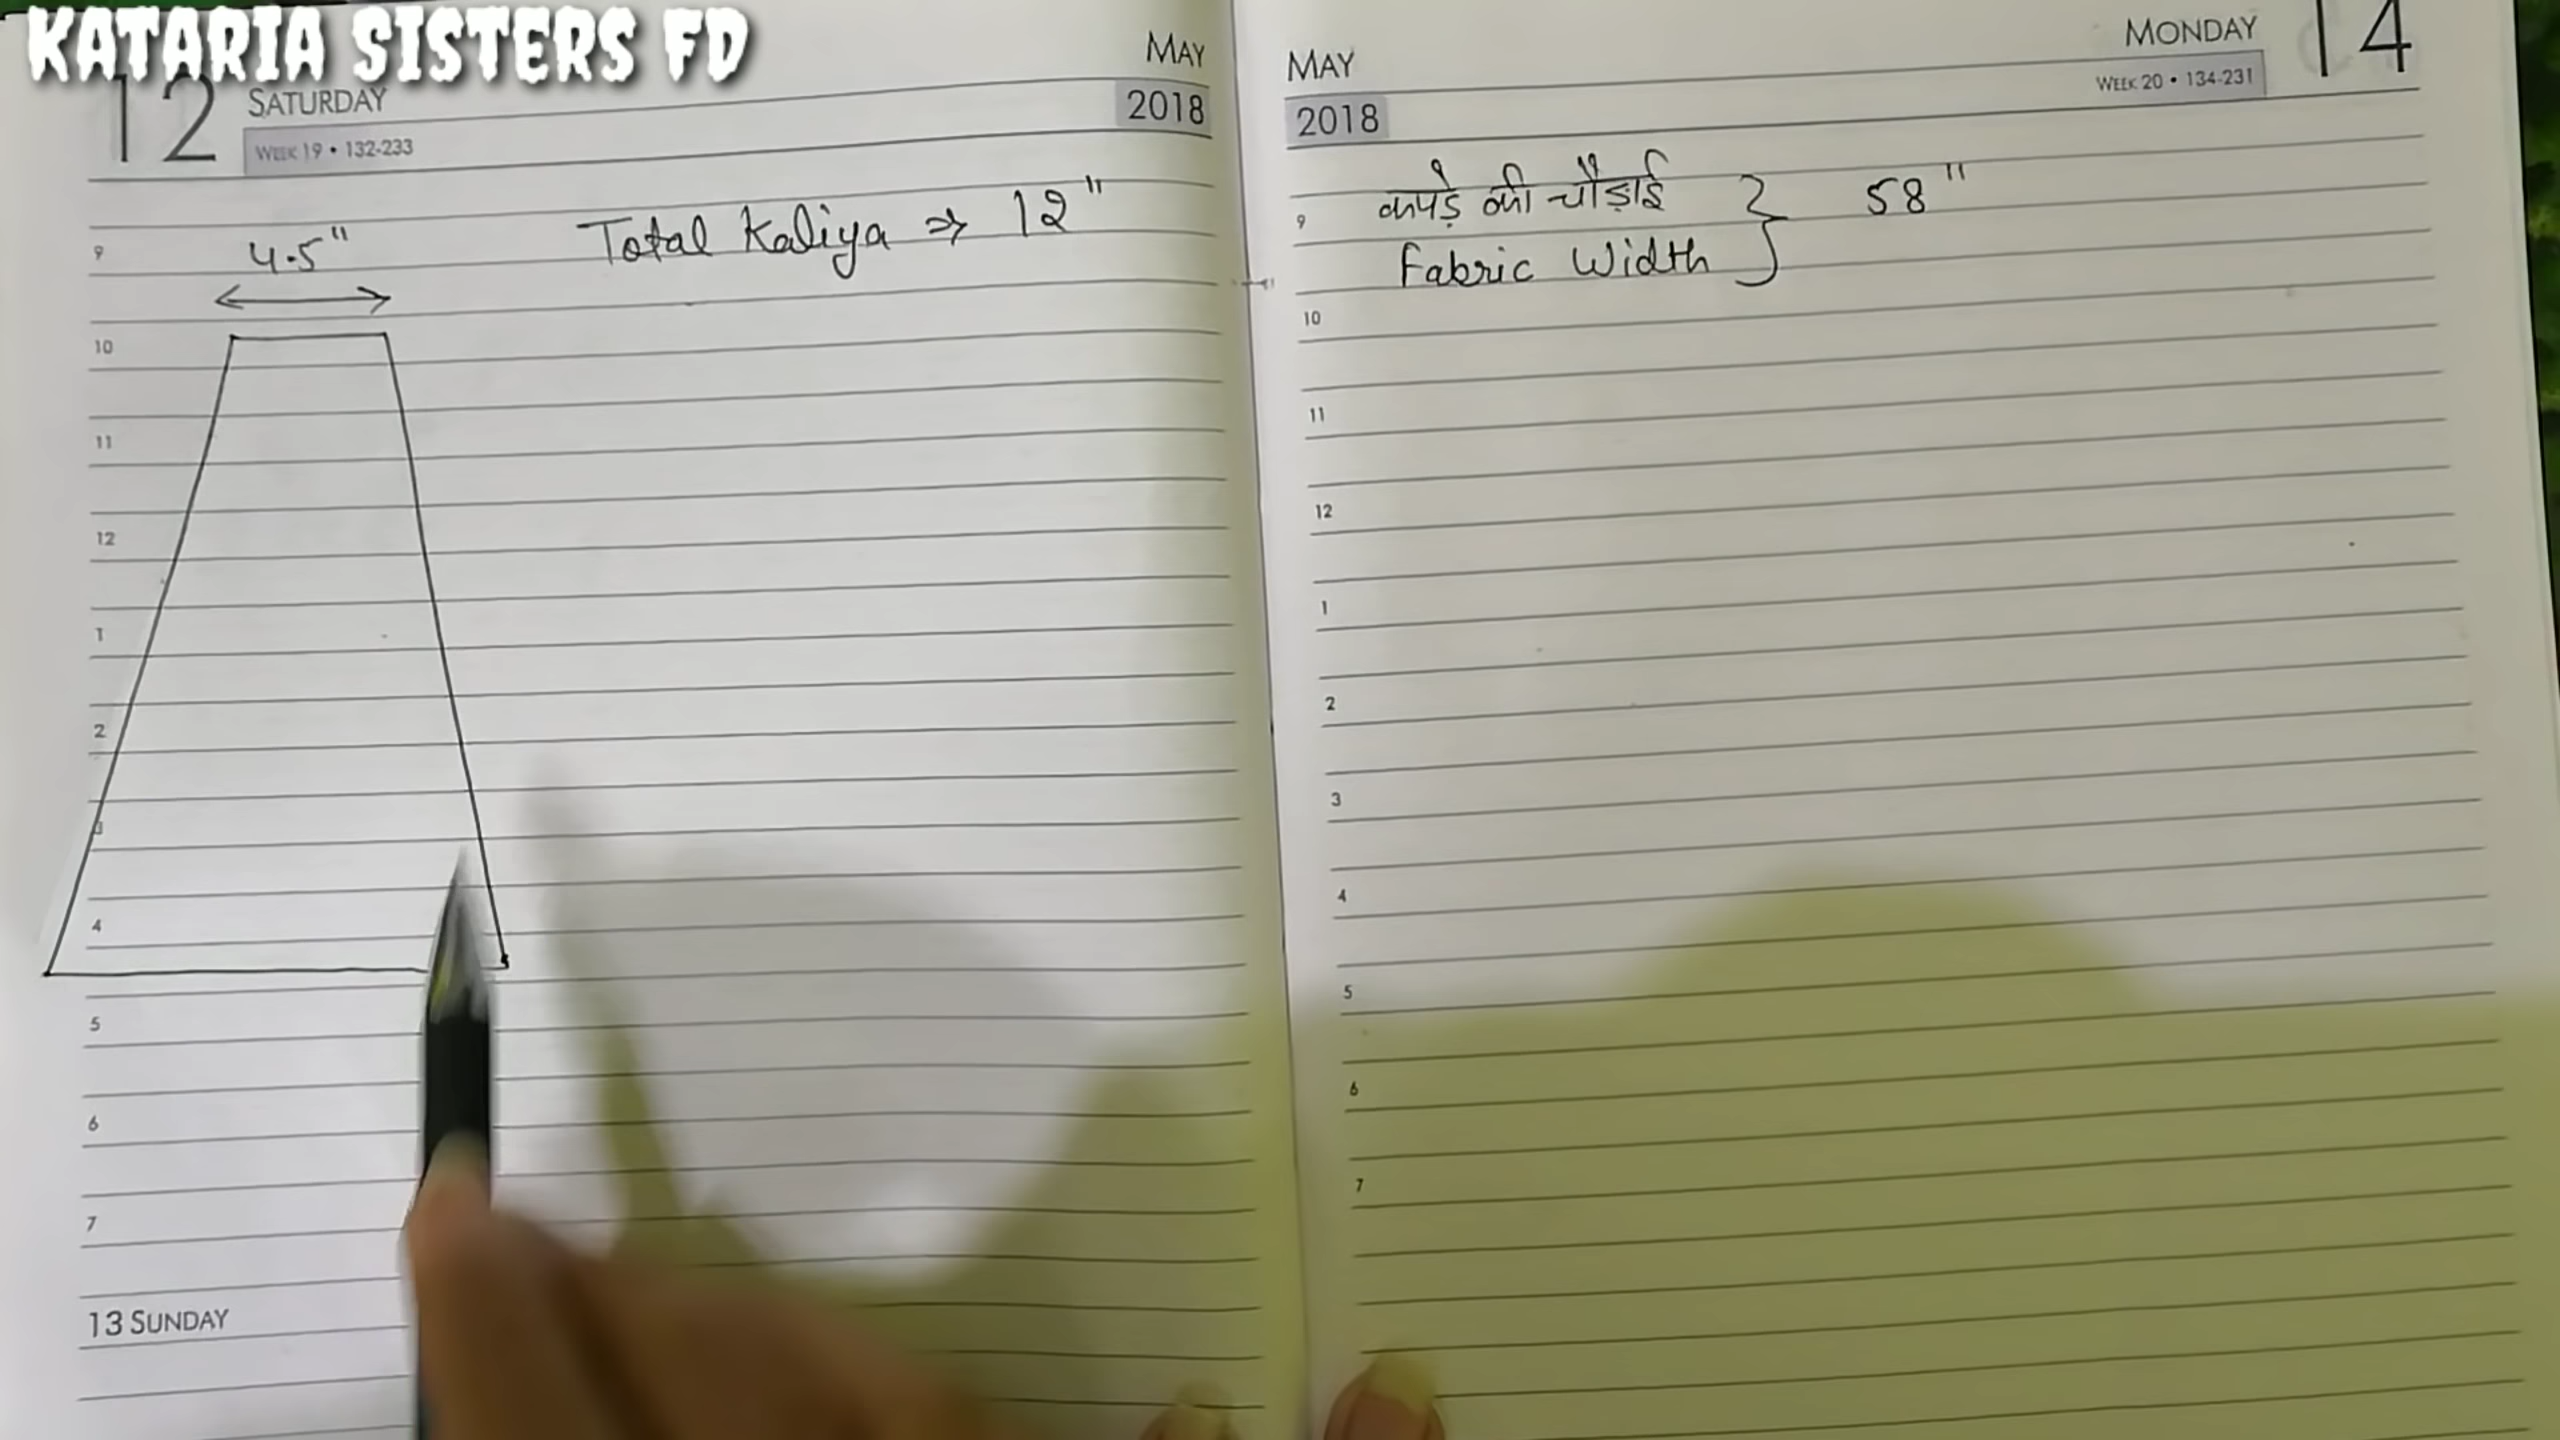 KATARIA SISTERS FD
12
SATURDAY
WEEK 19 • 132-233
MAY
2018
4.5"
Total Kaliya ⇒ 12"
9
10
11
12
1
2
3
4
5
6
7
13 SUNDAY
MAY
2018
MONDAY
WEEK 20 • 134-231
14
कपड़े की चौड़ाई } 58"
Fabric Width
9
10
11
12
1
2
3
4
5
6
7